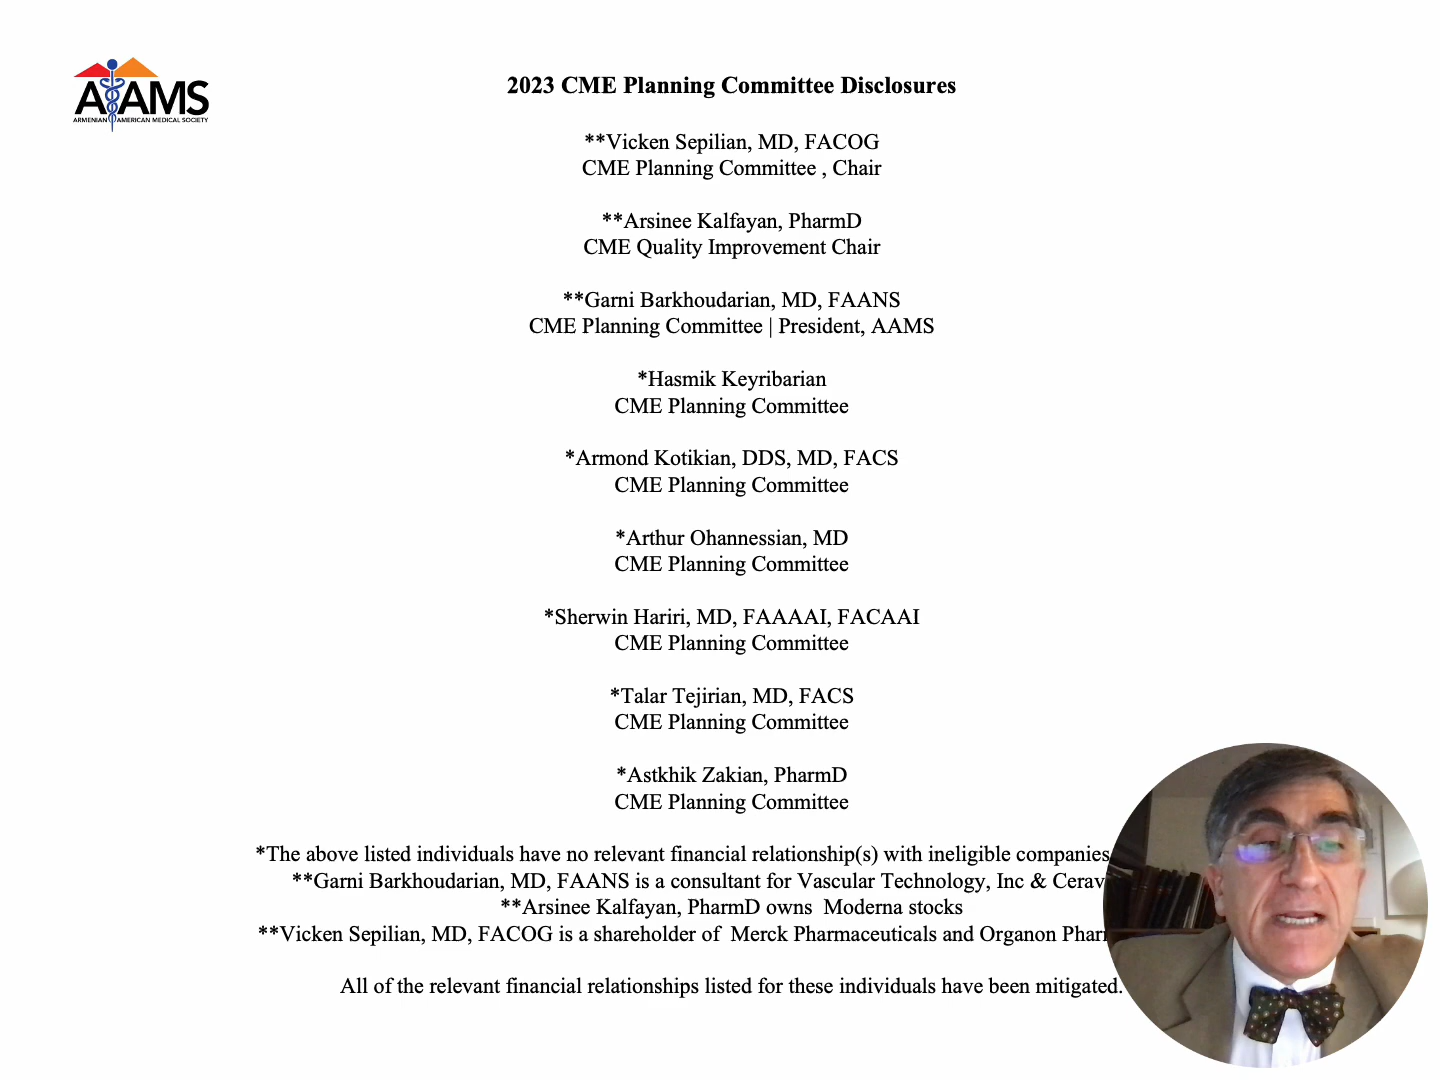 AAMS
ARMENIAN AMERICAN MEDICAL SOCIETY
2023 CME Planning Committee Disclosures
**Vicken Sepilian, MD, FACOG
CME Planning Committee , Chair
**Arsinee Kalfayan, PharmD
CME Quality Improvement Chair
**Garni Barkhoudarian, MD, FAANS
CME Planning Committee | President, AAMS
*Hasmik Keyribarian
CME Planning Committee
*Armond Kotikian, DDS, MD, FACS
CME Planning Committee
*Arthur Ohannessian, MD
CME Planning Committee
*Sherwin Hariri, MD, FAAAAI, FACAAI
CME Planning Committee
*Talar Tejirian, MD, FACS
CME Planning Committee
*Astkhik Zakian, PharmD
CME Planning Committee
*The above listed individuals have no relevant financial relationship(s) with ineligible companies
**Garni Barkhoudarian, MD, FAANS is a consultant for Vascular Technology, Inc &
**Arsinee Kalfayan, PharmD owns Moderna stocks
**Vicken Sepilian, MD, FACOG is a shareholder of Merck Pharmaceuticals and Organon
All of the relevant financial relationships listed for these individuals have been mitigated.